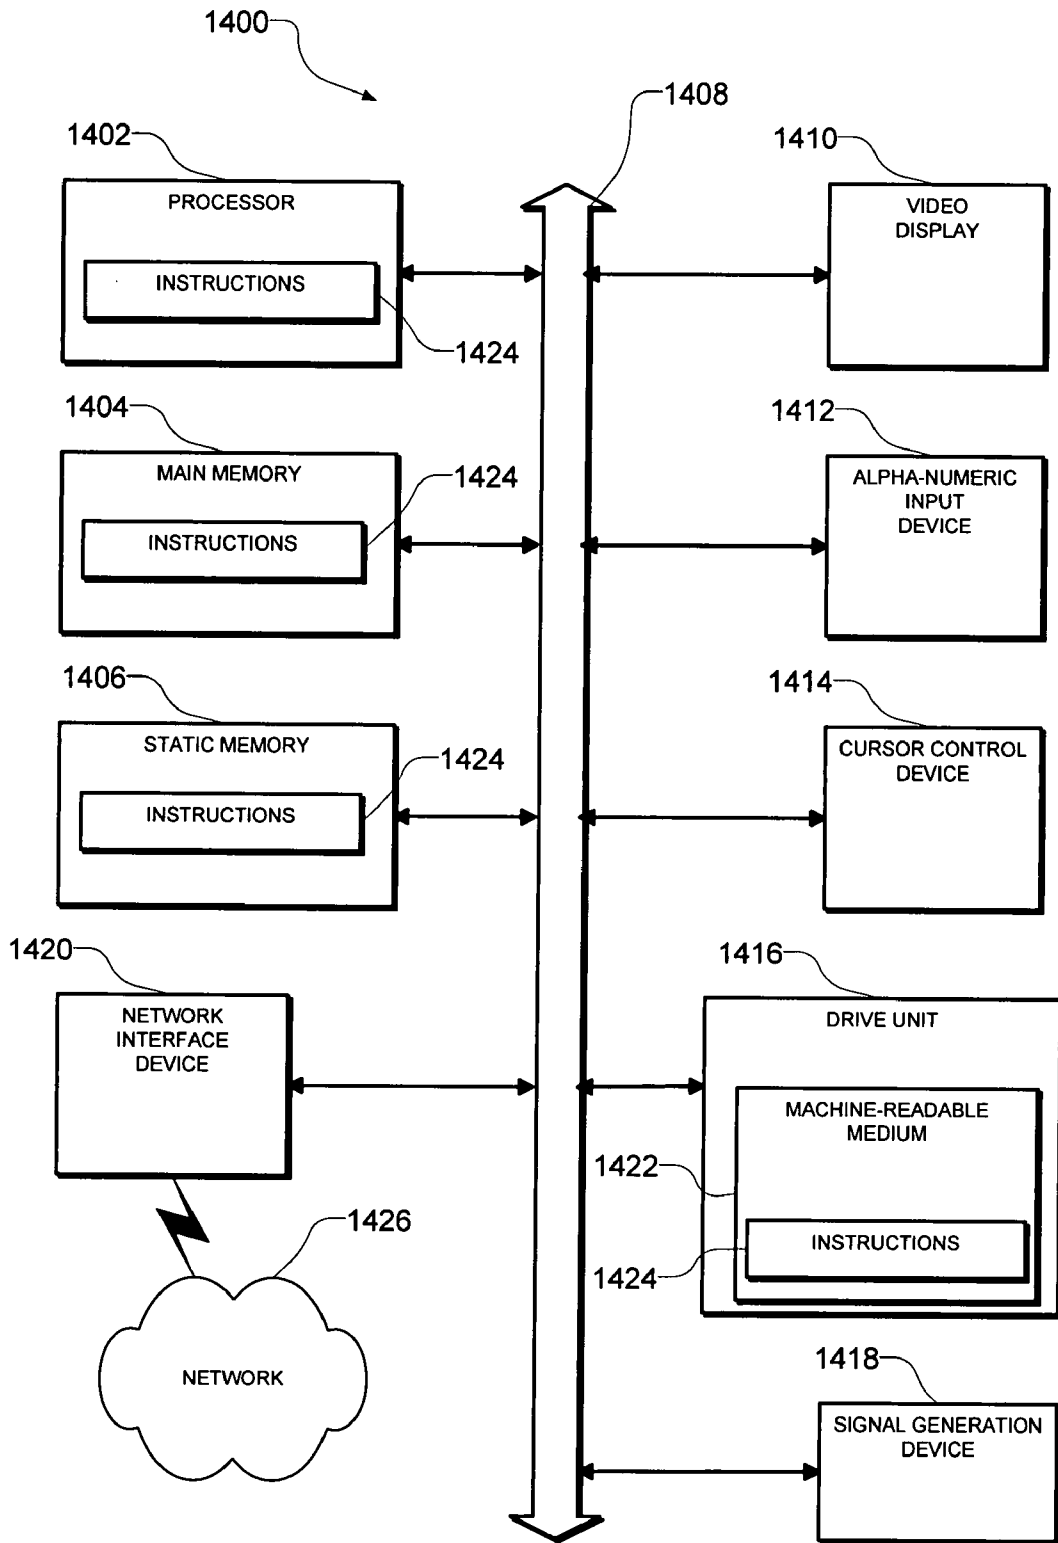 1400
1408
1402
PROCESSOR
INSTRUCTIONS
1424
1404
MAIN MEMORY
1424
INSTRUCTIONS
1406
STATIC MEMORY
1424
INSTRUCTIONS
1420
NETWORK
INTERFACE
DEVICE
1426
NETWORK
1410
VIDEO
DISPLAY
1412
ALPHA-NUMERIC
INPUT
DEVICE
1414
CURSOR CONTROL
DEVICE
1416
DRIVE UNIT
MACHINE-READABLE
MEDIUM
1422
INSTRUCTIONS
1424
1418
SIGNAL GENERATION
DEVICE